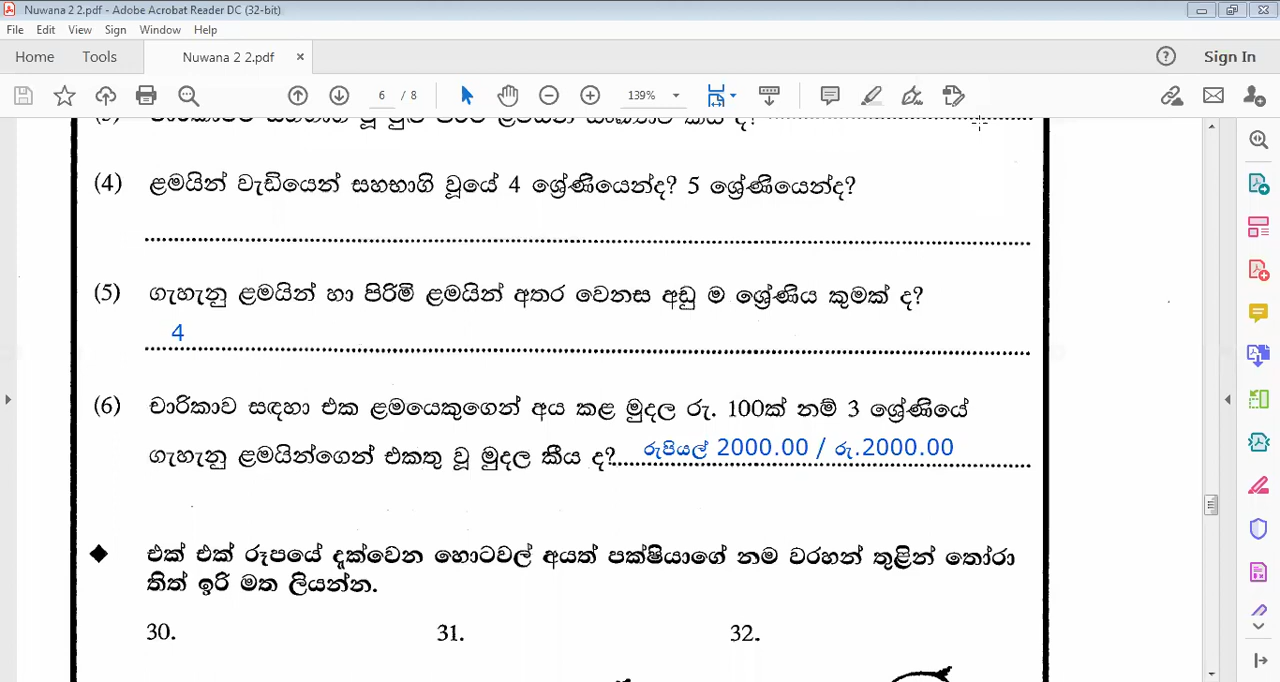 Nuwana 2 2.pdf - Adobe Acrobat Reader DC (32-bit)
File Edit View Sign Window Help
Home Tools Nuwana 2 2.pdf × Sign In
6 / 8 139%
(4) ළමයින් වැඩියෙන් සහභාගි වූයේ 4 ශ්‍රේණියෙන්ද? 5 ශ්‍රේණියෙන්ද?
(5) ගැහැනු ළමයින් හා පිරිමි ළමයින් අතර වෙනස අඩු ම ශ්‍රේණිය කුමක් ද?
4
(6) චාරිකාව සඳහා එක ළමයෙකුගෙන් අය කළ මුදල රු. 100ක් නම් 3 ශ්‍රේණියේ
ගැහැනු ළමයින්ගෙන් එකතු වූ මුදල කීය ද? රුපියල් 2000.00 / රු.2000.00
◆ එක් එක් රූපයේ දැක්වෙන හොටවල් අයත් පක්ෂියාගේ නම වරහන් තුළින් තෝරා
තිත් ඉරි මත ලියන්න.
30. 31. 32.